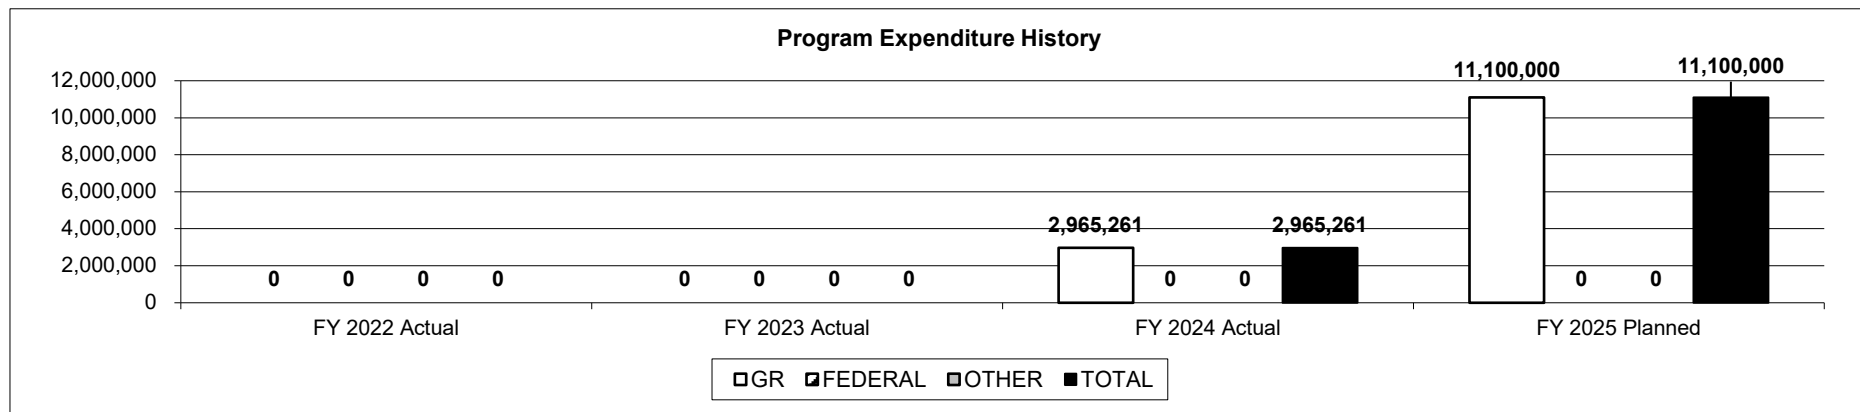 Program Expenditure History
12,000,000
10,000,000
8,000,000
6,000,000
4,000,000
2,000,000
0
11,100,000 11,100,000
2,965,261 2,965,261
0 0 0 0 0 0 0 0 0 0 0 0
FY 2022 Actual FY 2023 Actual FY 2024 Actual FY 2025 Planned
GR FEDERAL OTHER TOTAL